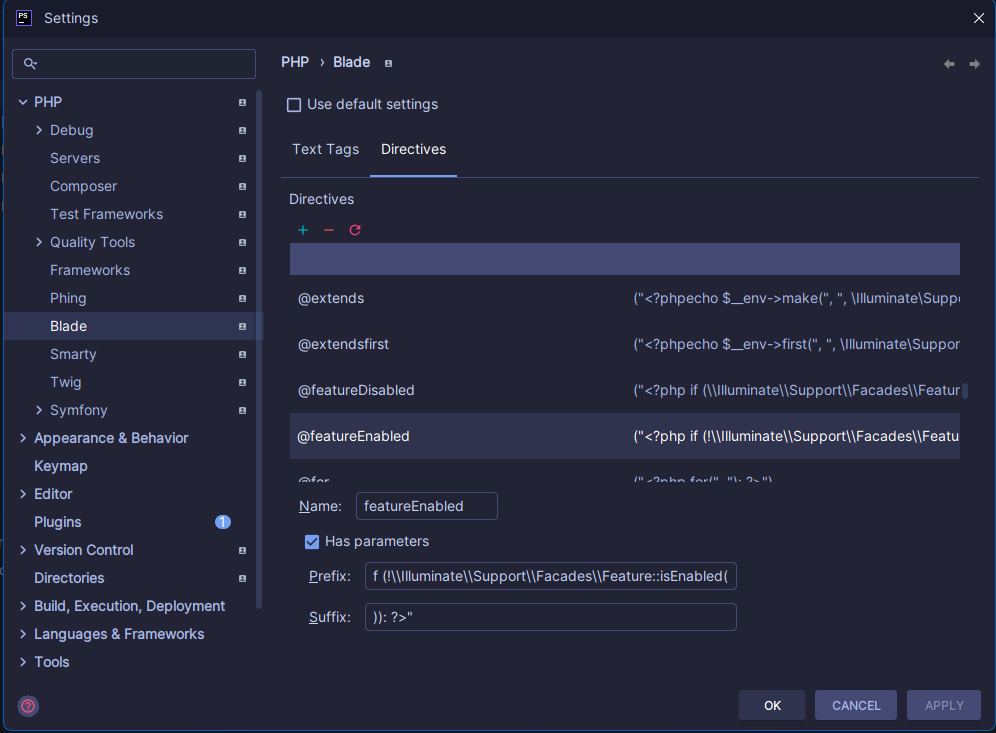 PS
Settings
PHP › Blade
PHP
Debug
Servers
Composer
Test Frameworks
Quality Tools
Frameworks
Phing
Blade
Smarty
Twig
Symfony
Appearance & Behavior
Keymap
Editor
Plugins 1
Version Control
Directories
Build, Execution, Deployment
Languages & Frameworks
Tools
Use default settings
Text Tags Directives
Directives
@extends ("<?phpecho $__env->make(", ", \Illuminate\Suppo
@extendsfirst ("<?phpecho $__env->first(", ", \Illuminate\Suppor
@featureDisabled ("<?php if (\\Illuminate\\Support\\Facades\\Featur
@featureEnabled ("<?php if (!\\Illuminate\\Support\\Facades\\Featu
@for ("<?php for(", "): ?>")
Name: featureEnabled
Has parameters
Prefix: f (!\\Illuminate\\Support\\Facades\\Feature::isEnabled(
Suffix: )): ?>"
OK CANCEL APPLY